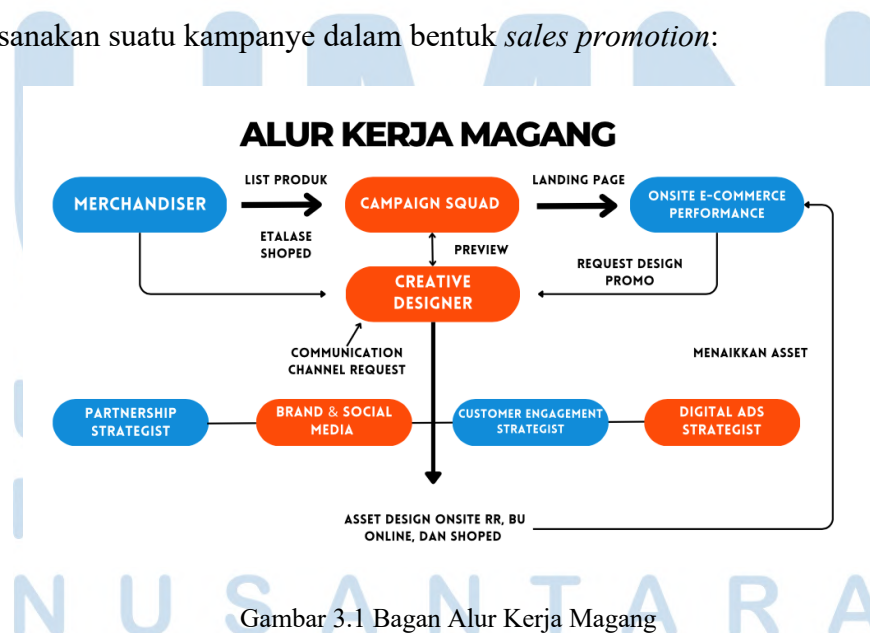 sanakan suatu kampanye dalam bentuk sales promotion:
ALUR KERJA MAGANG
MERCHANDISER
LIST PRODUK
ETALASE
SHOPED
CAMPAIGN SQUAD
LANDING PAGE
ONSITE E-COMMERCE
PERFORMANCE
PREVIEW
CREATIVE
DESIGNER
REQUEST DESIGN
PROMO
COMMUNICATION
CHANNEL REQUEST
MENAIKKAN ASSET
PARTNERSHIP
STRATEGIST
BRAND & SOCIAL
MEDIA
CUSTOMER ENGAGEMENT
STRATEGIST
DIGITAL ADS
STRATEGIST
ASSET DESIGN ONSITE RR, BU
ONLINE, DAN SHOPED
NUSANTARA
Gambar 3.1 Bagan Alur Kerja Magang